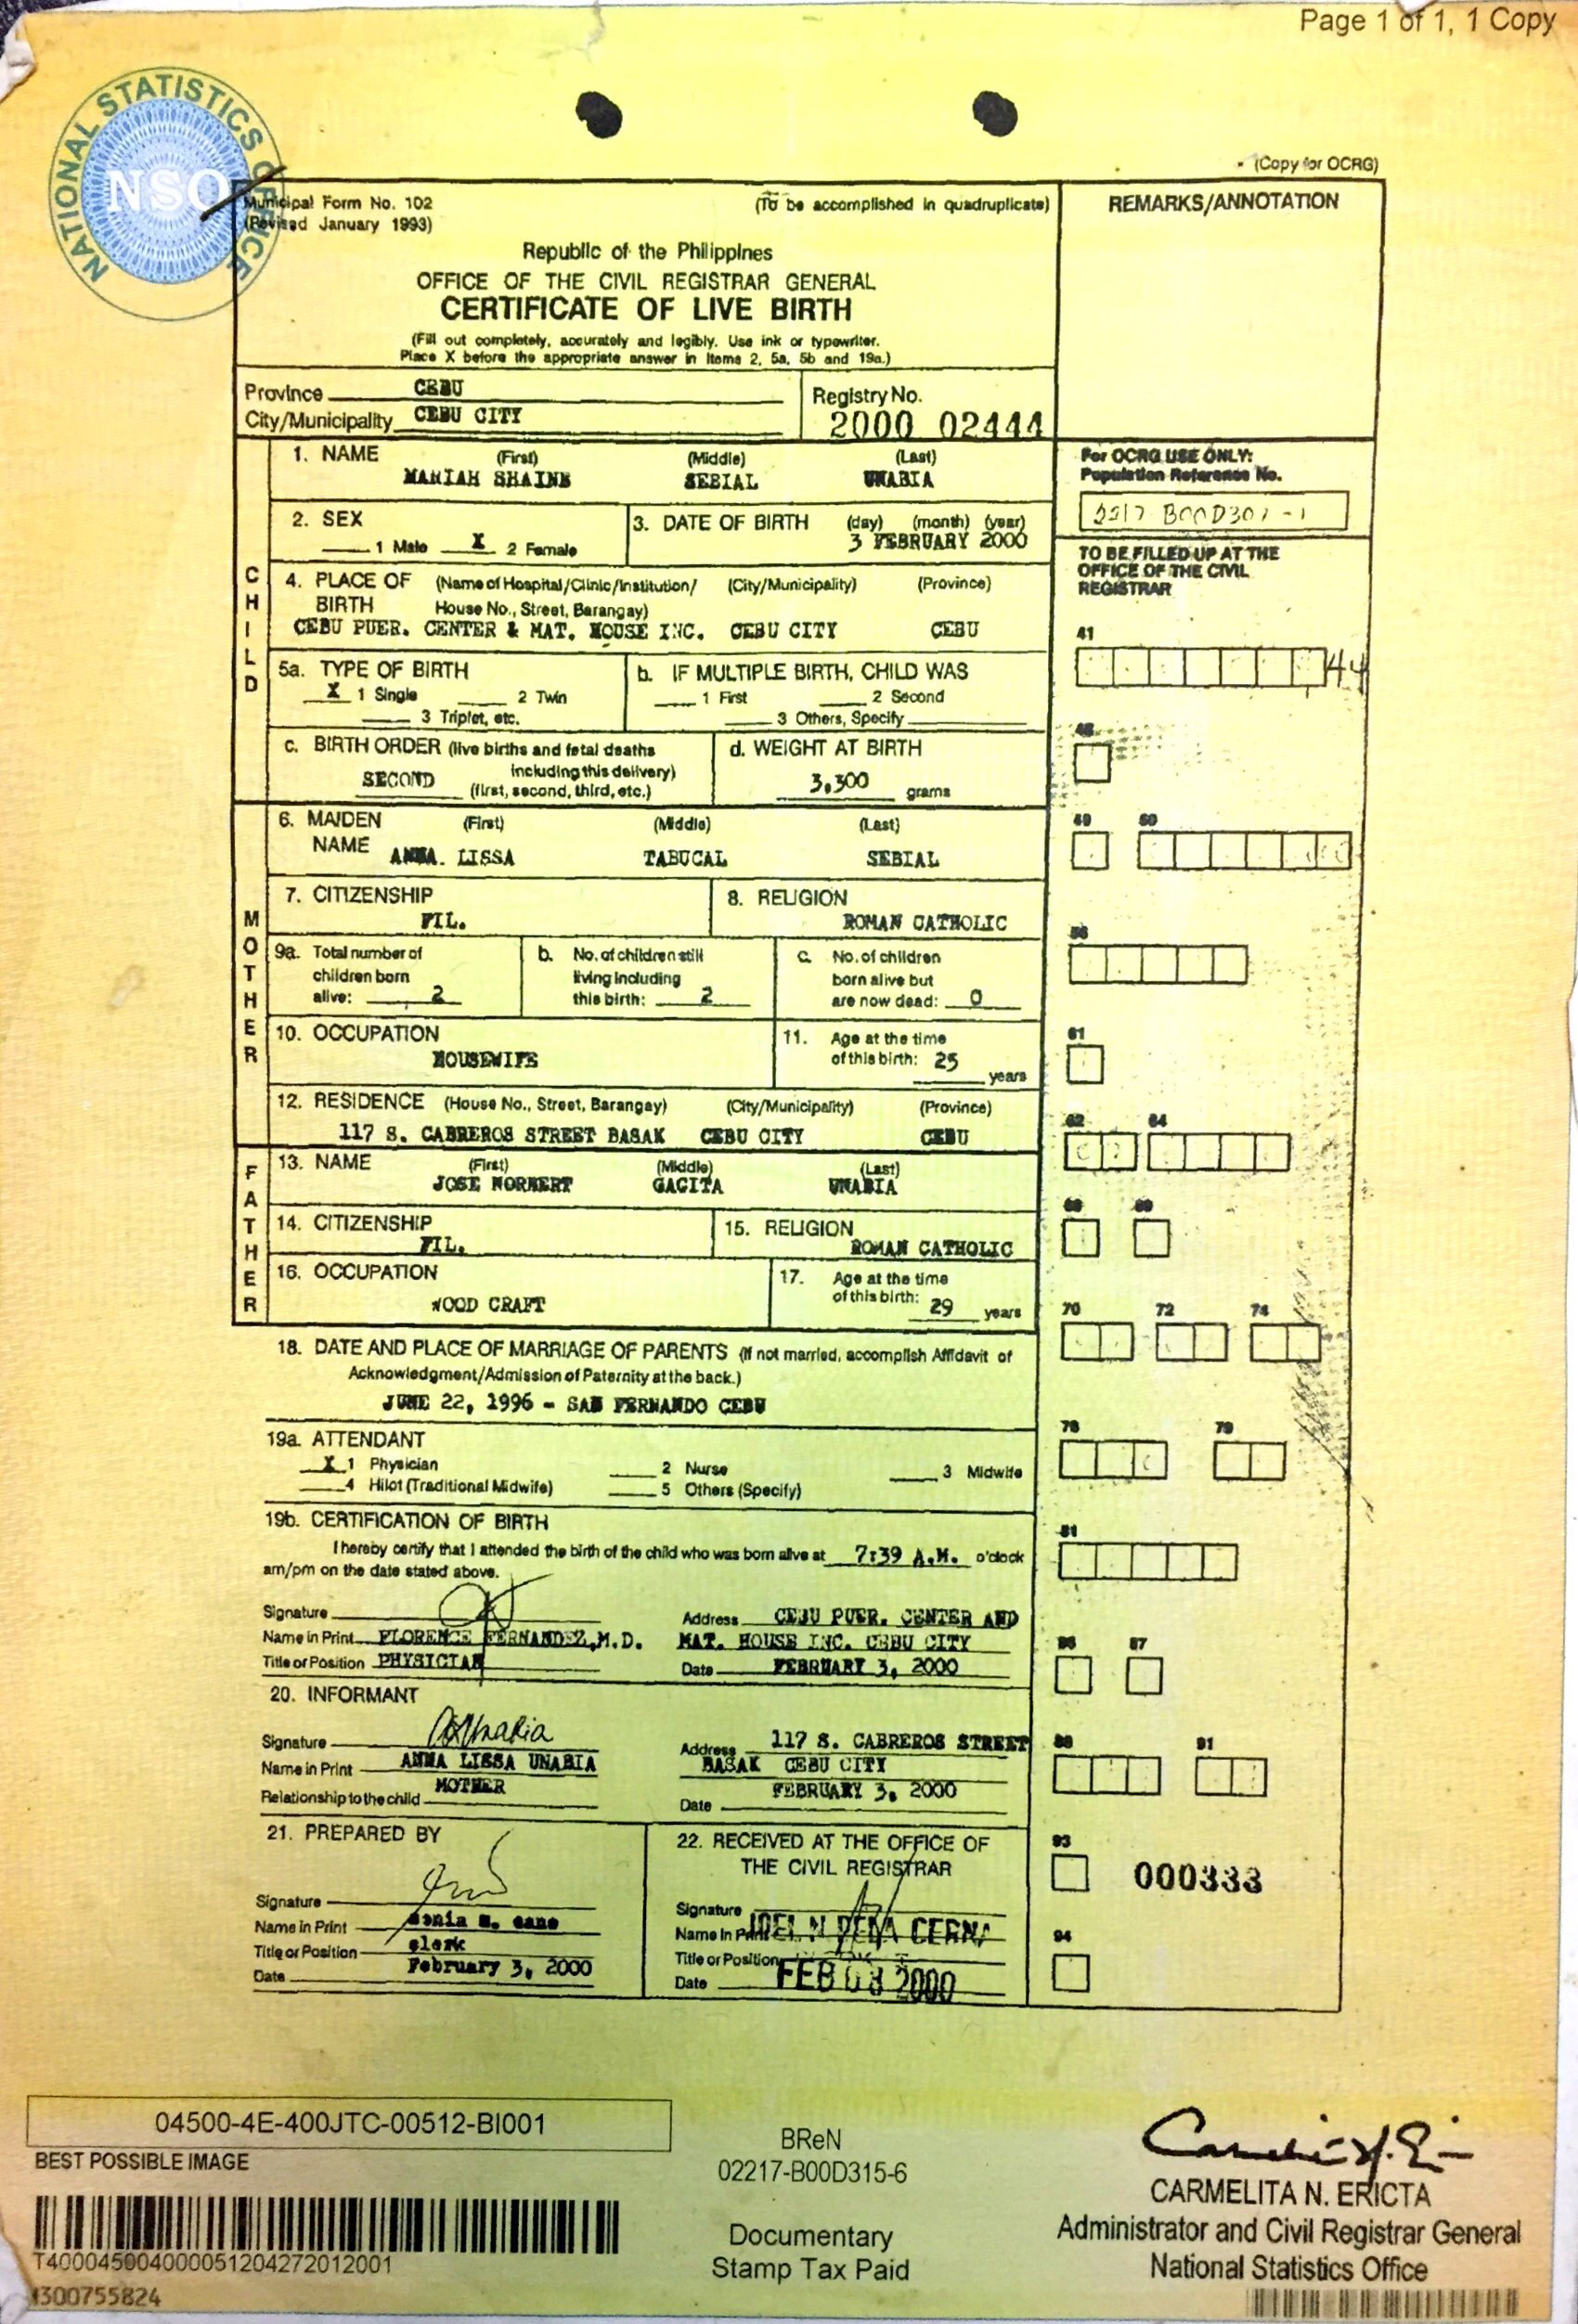 Page 1 of 1, 1 Copy
NATIONAL STATISTICS OFFICE
NSO
(Copy for OCRG)
Municipal Form No. 102
(Revised January 1993)
(To be accomplished in quadruplicate)
Republic of the Philippines
OFFICE OF THE CIVIL REGISTRAR GENERAL
CERTIFICATE OF LIVE BIRTH
(Fill out completely, accurately and legibly. Use ink or typewriter.
Place X before the appropriate answer in Items 2, 5a, 5b and 19a.)
REMARKS/ANNOTATION
Province CEBU
City/Municipality CEBU CITY
Registry No.
2000 02444
CHILD
1. NAME (First) (Middle) (Last)
MARIAH SHAINE SEBIAL UNABIA
For OCRG USE ONLY:
Population Reference No.
2. SEX
1 Male X 2 Female
3. DATE OF BIRTH (day) (month) (year)
3 FEBRUARY 2000
TO BE FILLED UP AT THE
OFFICE OF THE CIVIL
REGISTRAR
4. PLACE OF BIRTH (Name of Hospital/Clinic/Institution/ (City/Municipality) (Province)
House No., Street, Barangay)
CEBU PUER. CENTER & MAT. HOUSE INC. CEBU CITY CEBU
41
44
5a. TYPE OF BIRTH
X 1 Single 2 Twin
3 Triplet, etc.
b. IF MULTIPLE BIRTH, CHILD WAS
1 First 2 Second
3 Others, Specify
c. BIRTH ORDER (live births and fetal deaths
including this delivery)
SECOND
(first, second, third, etc.)
d. WEIGHT AT BIRTH
3,300 grams
49 50
MOTHER
6. MAIDEN NAME (First) (Middle) (Last)
ANNA LISSA TABUCAL SEBIAL
7. CITIZENSHIP
FIL.
8. RELIGION
ROMAN CATHOLIC
56
9a. Total number of
children born
alive: 2
b. No. of children still
living including
this birth: 2
c. No. of children
born alive but
are now dead: 0
10. OCCUPATION
HOUSEWIFE
11. Age at the time
of this birth: 25
years
61
12. RESIDENCE (House No., Street, Barangay) (City/Municipality) (Province)
117 S. CABREROS STREET BASAK CEBU CITY CEBU
62 64
FATHER
13. NAME (First) (Middle) (Last)
JOSE NORBERT GACITA UNABIA
14. CITIZENSHIP
FIL.
15. RELIGION
ROMAN CATHOLIC
68 69
16. OCCUPATION
WOOD CRAFT
17. Age at the time
of this birth: 29 years
70 72 74
18. DATE AND PLACE OF MARRIAGE OF PARENTS (If not married, accomplish Affidavit of
Acknowledgment/Admission of Paternity at the back.)
JUNE 22, 1996 - SAN FERNANDO CEBU
19a. ATTENDANT
X 1 Physician 2 Nurse 3 Midwife
4 Hilot (Traditional Midwife) 5 Others (Specify)
76 79
19b. CERTIFICATION OF BIRTH
I hereby certify that I attended the birth of the child who was born alive at 7:39 A.M. o'clock
am/pm on the date stated above.
81
Signature
Name in Print FLORENCE FERNANDEZ, M.D.
Title or Position PHYSICIAN
Address CEBU PUER. CENTER AND
MAT. HOUSE INC. CEBU CITY
Date FEBRUARY 3, 2000
86 87
20. INFORMANT
Signature
Name in Print ANNA LISSA UNABIA
Relationship to the child MOTHER
Address 117 S. CABREROS STREET
BASAK CEBU CITY
Date FEBRUARY 3, 2000
88 91
21. PREPARED BY
Signature
Name in Print
Title or Position clerk
Date February 3, 2000
22. RECEIVED AT THE OFFICE OF
THE CIVIL REGISTRAR
Signature
Name in Print
Title or Position
Date FEB 03 2000
93
000333
94
04500-4E-400JTC-00512-BI001
BEST POSSIBLE IMAGE
T400045004000051204272012001
1300755824
BReN
02217-B00D315-6
Documentary
Stamp Tax Paid
CARMELITA N. ERICTA
Administrator and Civil Registrar General
National Statistics Office